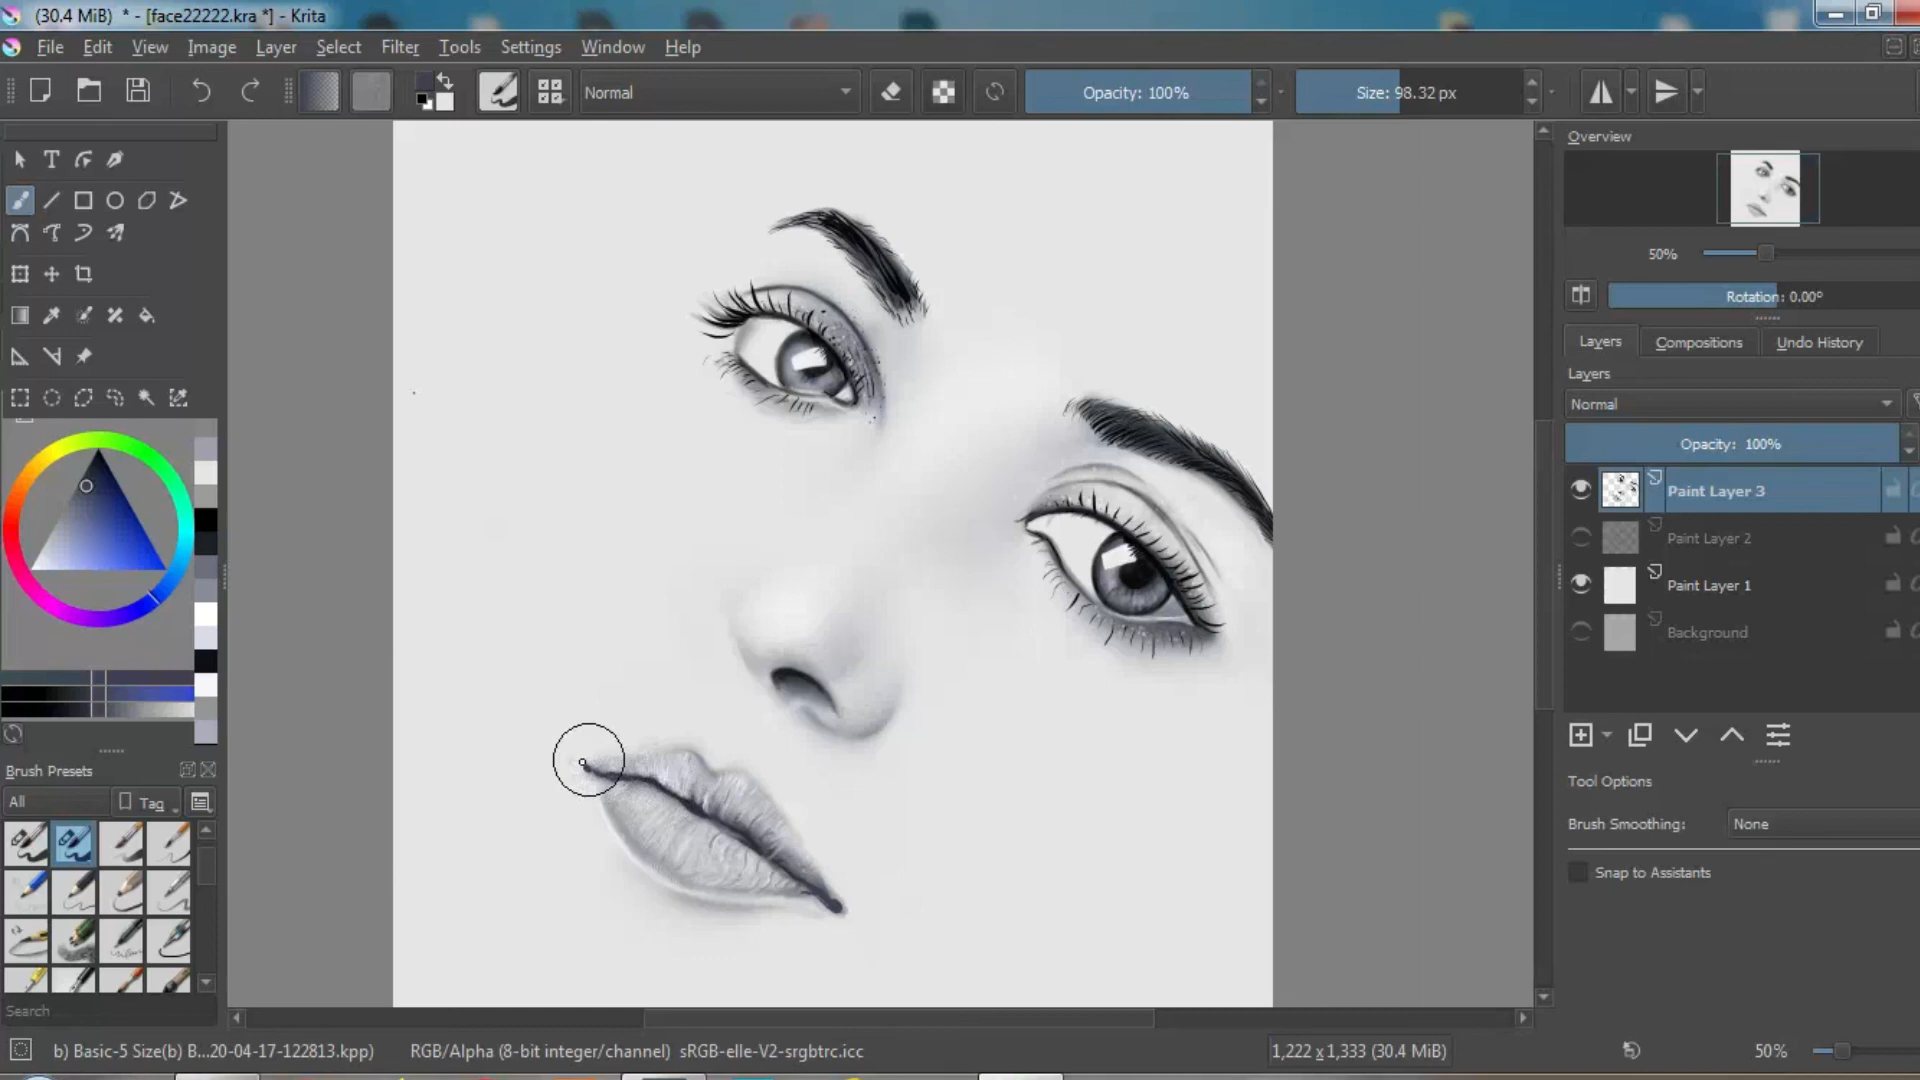 (30.4 MiB) * - [face22222.kra *] - Krita
File Edit View Image Layer Select Filter Tools Settings Window Help
Normal
Opacity: 100%
Size: 98.32 px
Overview
50%
Rotation: 0.00°
Layers Compositions Undo History
Layers
Normal
Opacity: 100%
Paint Layer 3
Paint Layer 2
Paint Layer 1
Background
Tool Options
Brush Smoothing: None
Snap to Assistants
Brush Presets
All
Tag
Search
b) Basic-5 Size(b) B...20-04-17-122813.kpp)
RGB/Alpha (8-bit integer/channel) sRGB-elle-V2-srgbtrc.icc
1,222 x 1,333 (30.4 MiB)
50%